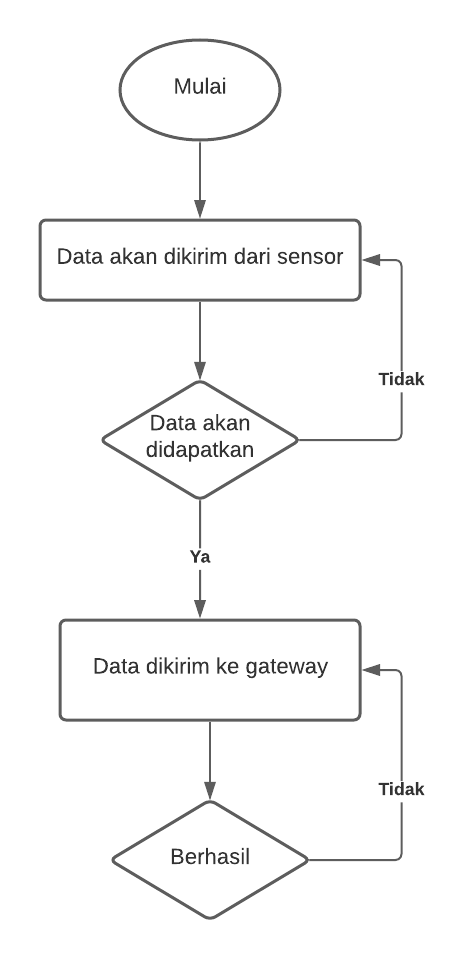 Mulai
Data akan dikirim dari sensor
Tidak
Data akan
didapatkan
Ya
Data dikirim ke gateway
Tidak
Berhasil